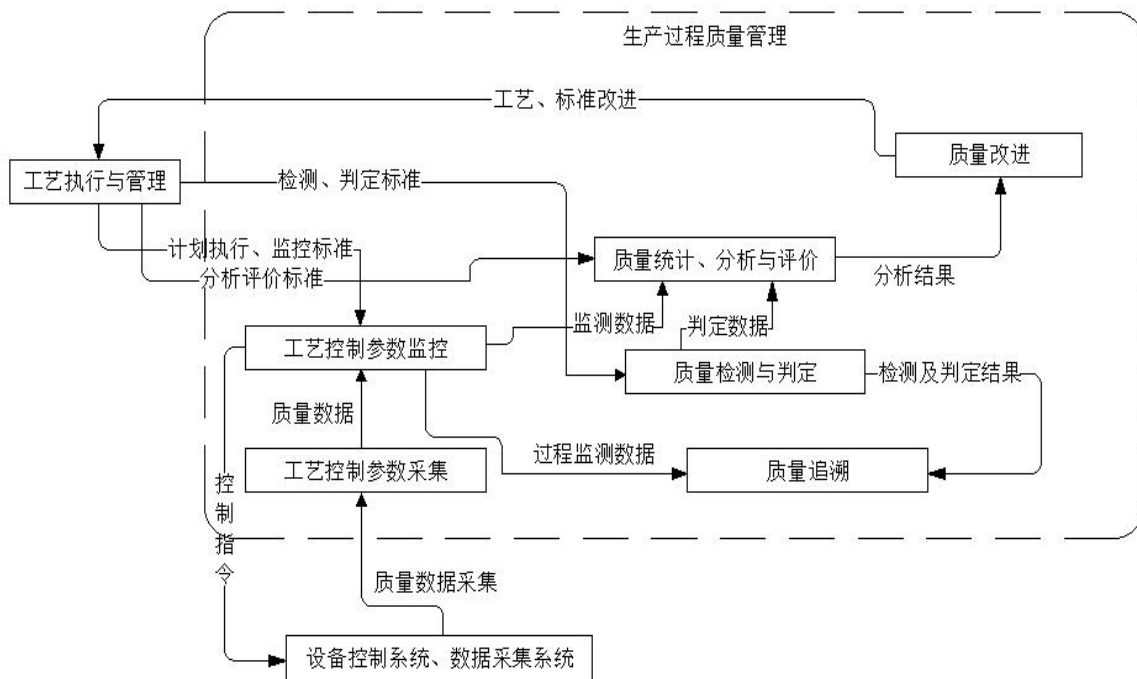 生产过程质量管理
工艺、标准改进
质量改进
工艺执行与管理
检测、判定标准
计划执行、监控标准
分析评价标准
质量统计、分析与评价
分析结果
监测数据
判定数据
工艺控制参数监控
质量检测与判定
检测及判定结果
质量数据
过程监测数据
工艺控制参数采集
质量追溯
控制指令
质量数据采集
设备控制系统、数据采集系统